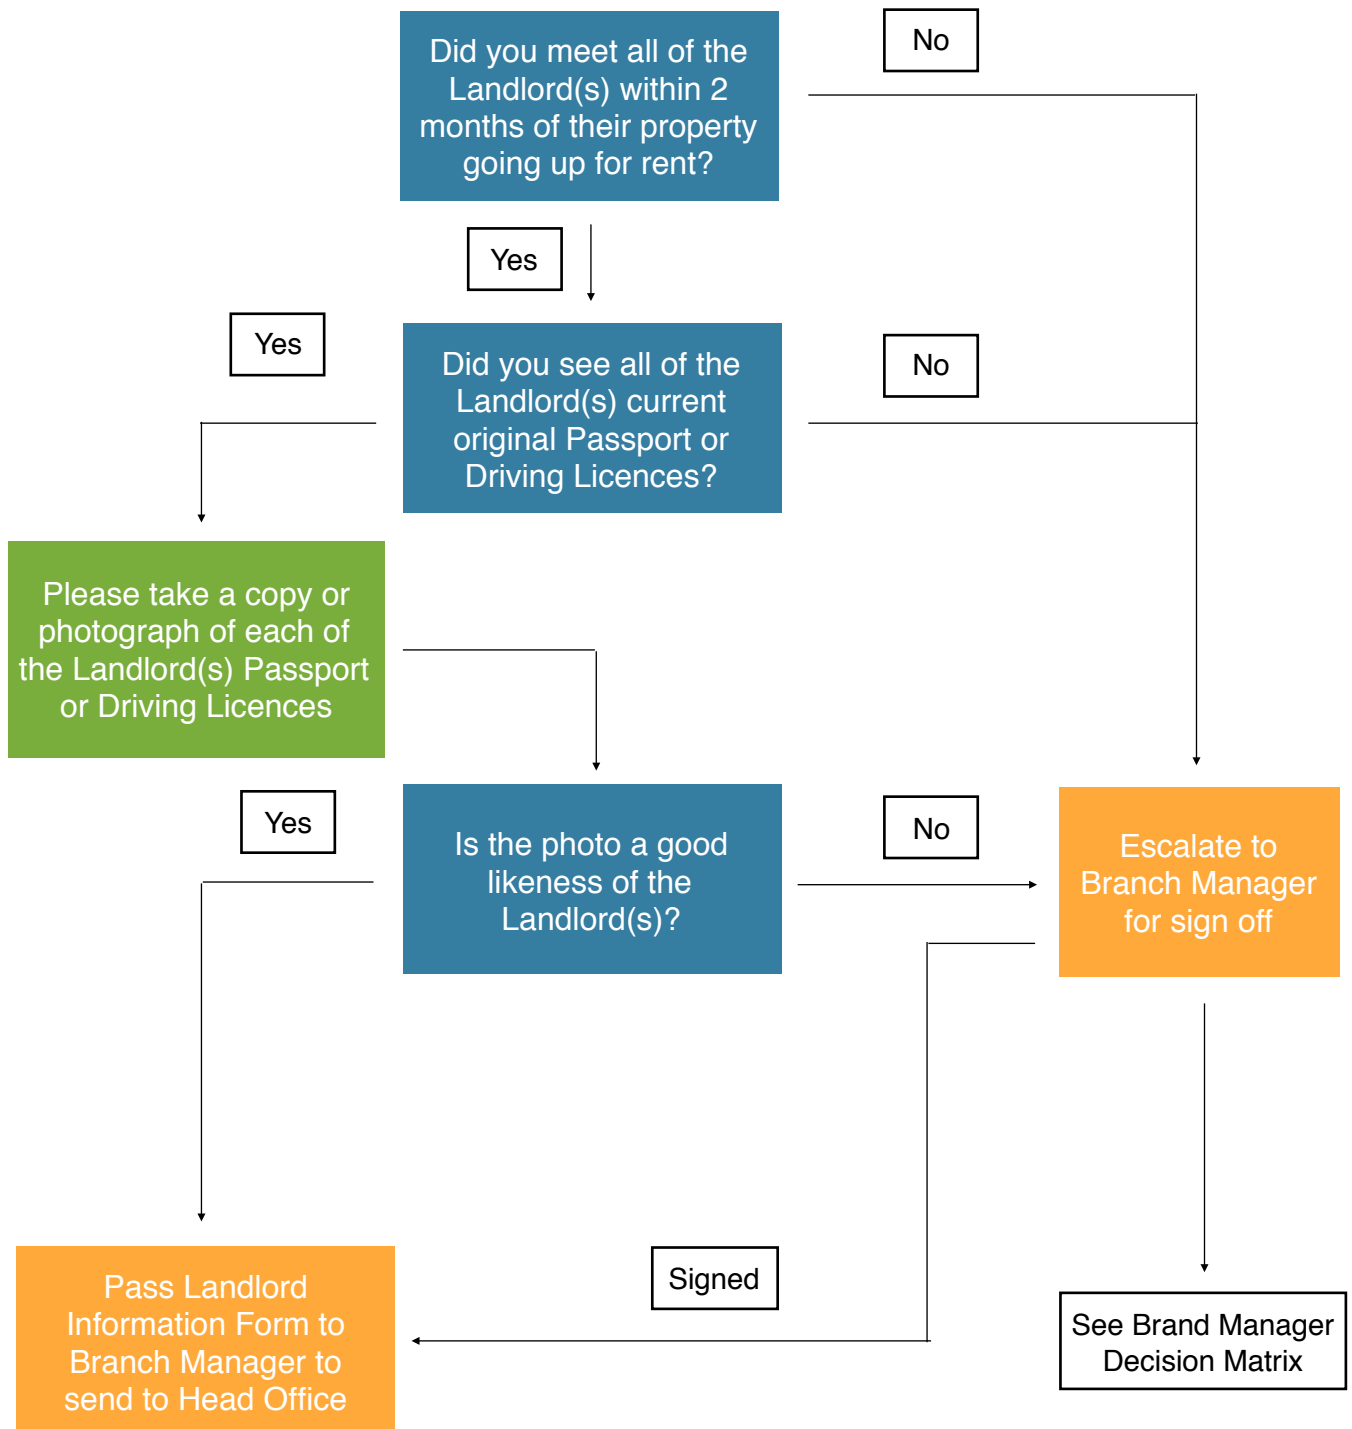 Did you meet all of the
Landlord(s) within 2
months of their property
going up for rent?
No
Yes
Yes
Did you see all of the
Landlord(s) current
original Passport or
Driving Licences?
No
Please take a copy or
photograph of each of
the Landlord(s) Passport
or Driving Licences
Yes
Is the photo a good
likeness of the
Landlord(s)?
No
Escalate to
Branch Manager
for sign off
Pass Landlord
Information Form to
Branch Manager to
send to Head Office
Signed
See Brand Manager
Decision Matrix